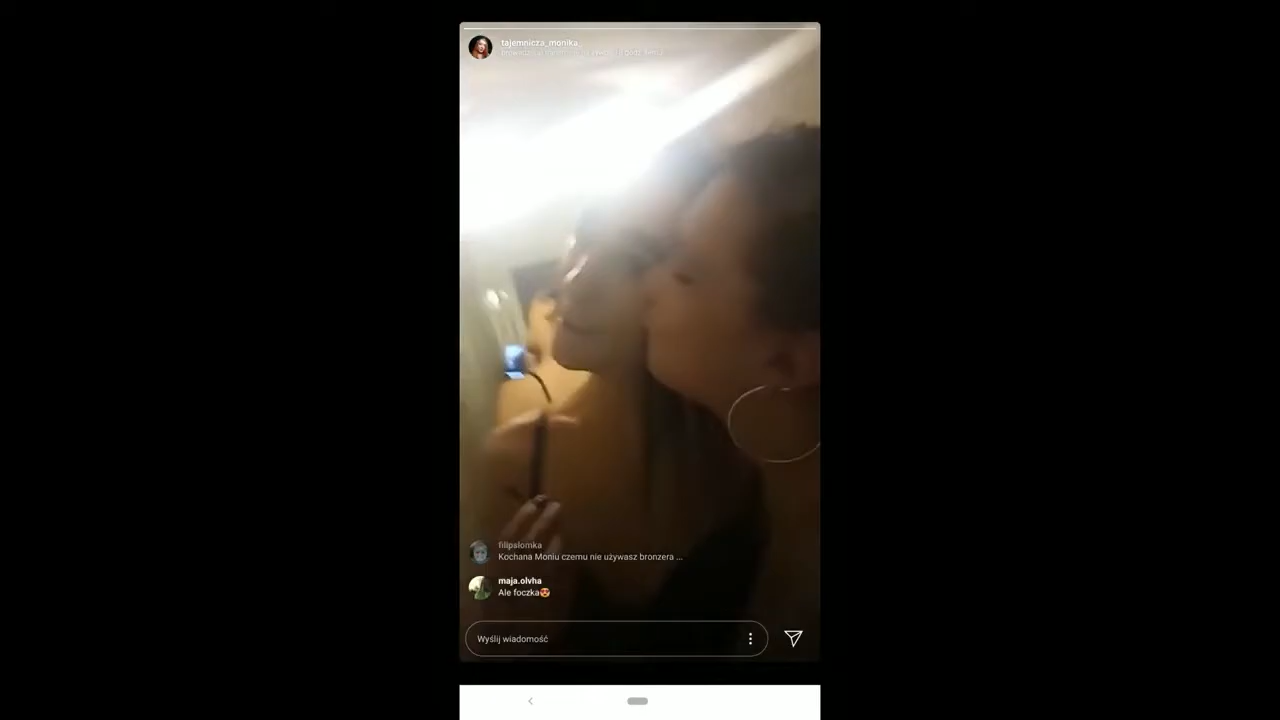 tajemnicza_monika
filipslomka
Kochana Moniu czemu nie używasz bronzera ...
maja.olvha
Ale foczka😍
Wyślij wiadomość